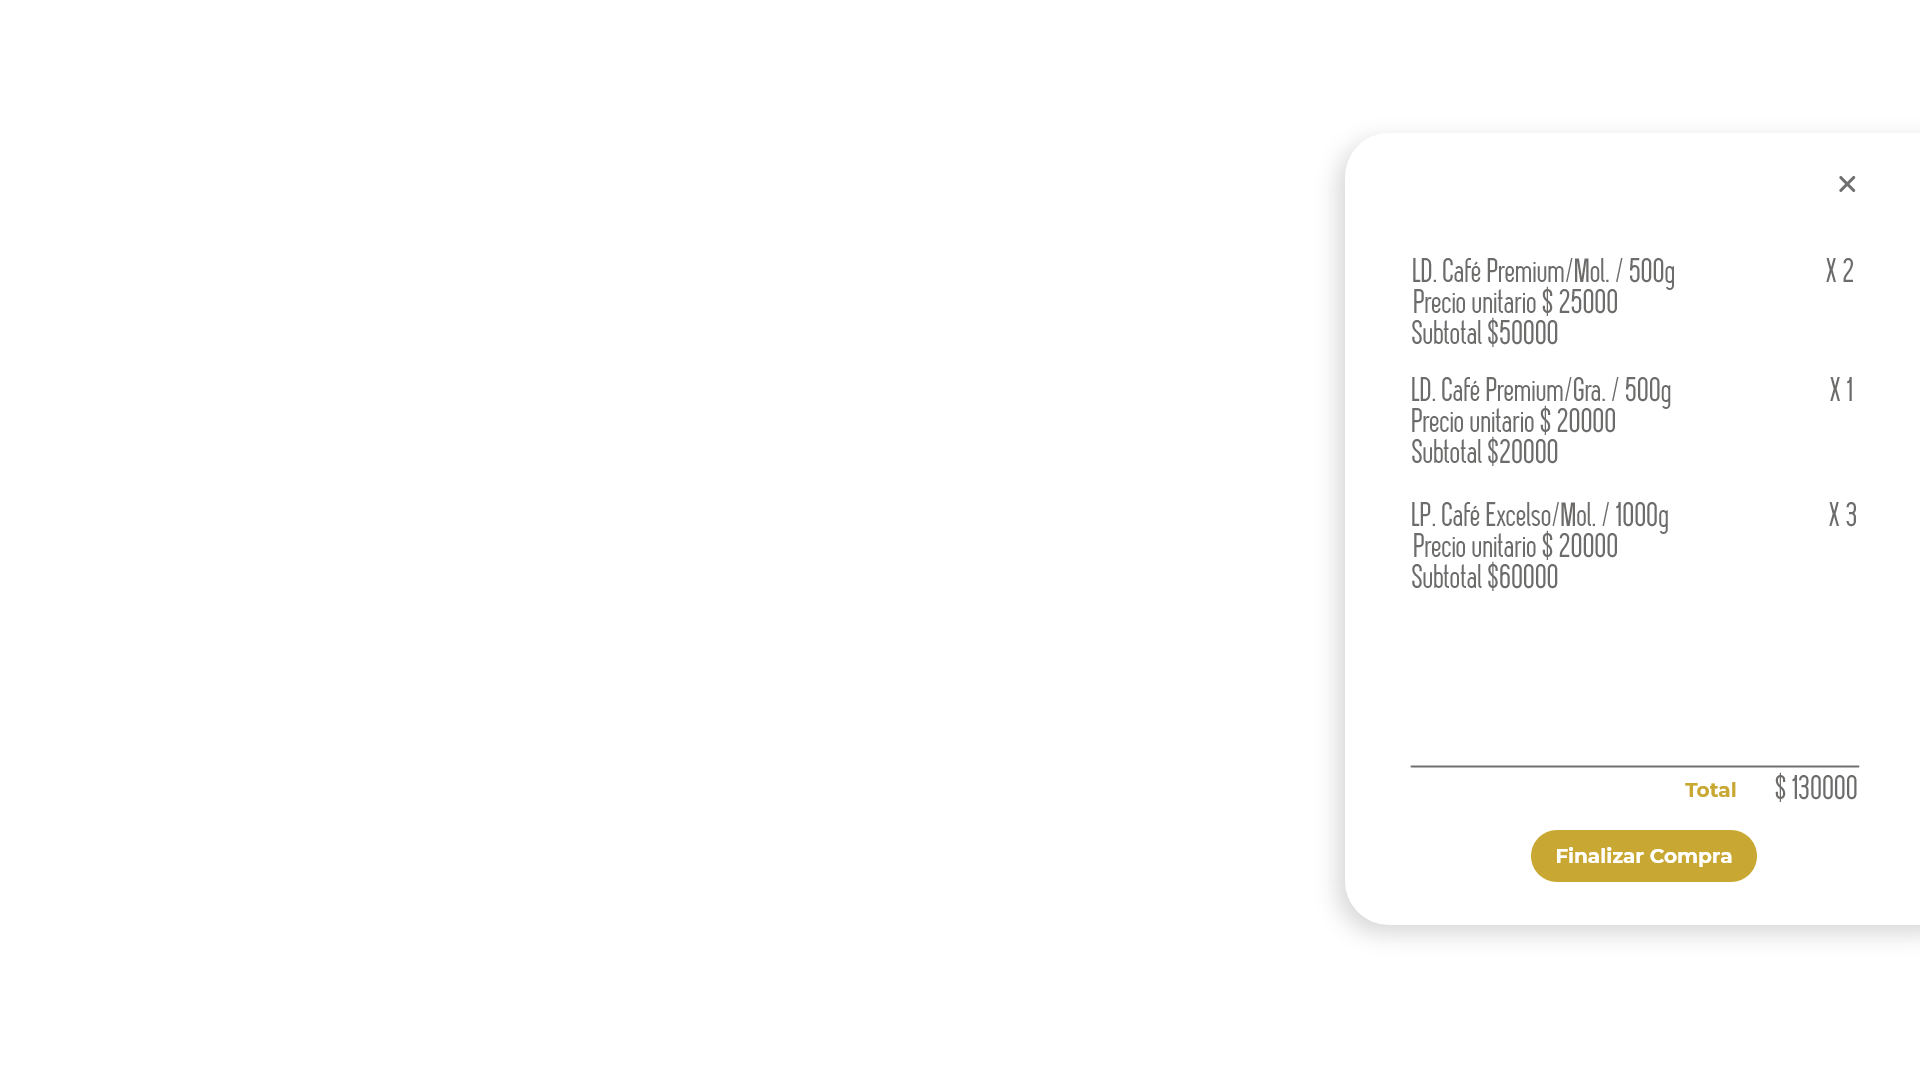 LD. Café Premium/Mol. / 500g X 2
Precio unitario $ 25000
Subtotal $50000
LD. Café Premium/Gra. / 500g X 1
Precio unitario $ 20000
Subtotal $20000
LP. Café Excelso/Mol. / 1000g X 3
Precio unitario $ 20000
Subtotal $60000
Total $ 130000
Finalizar Compra